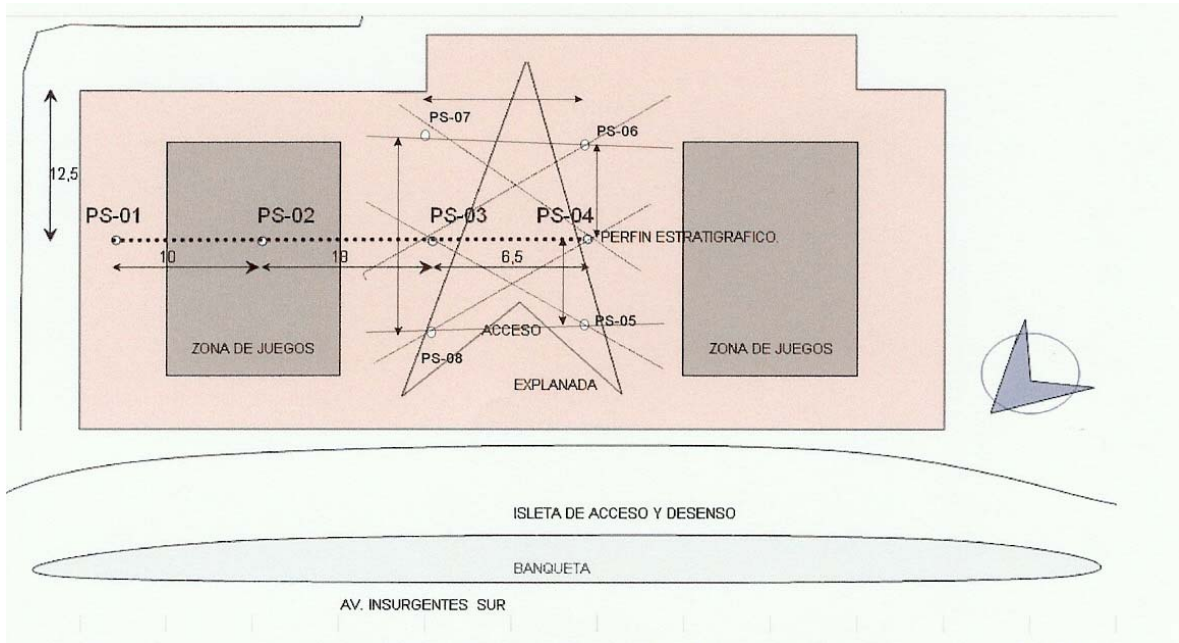 PS-07
PS-06
12,5
PS-01
PS-02
PS-03
PS-04
PERFIN ESTRATIGRAFICO.
10
6,5
PS-05
ACCESO
ZONA DE JUEGOS
ZONA DE JUEGOS
PS-08
EXPLANADA
ISLETA DE ACCESO Y DESENSO
BANQUETA
AV. INSURGENTES SUR